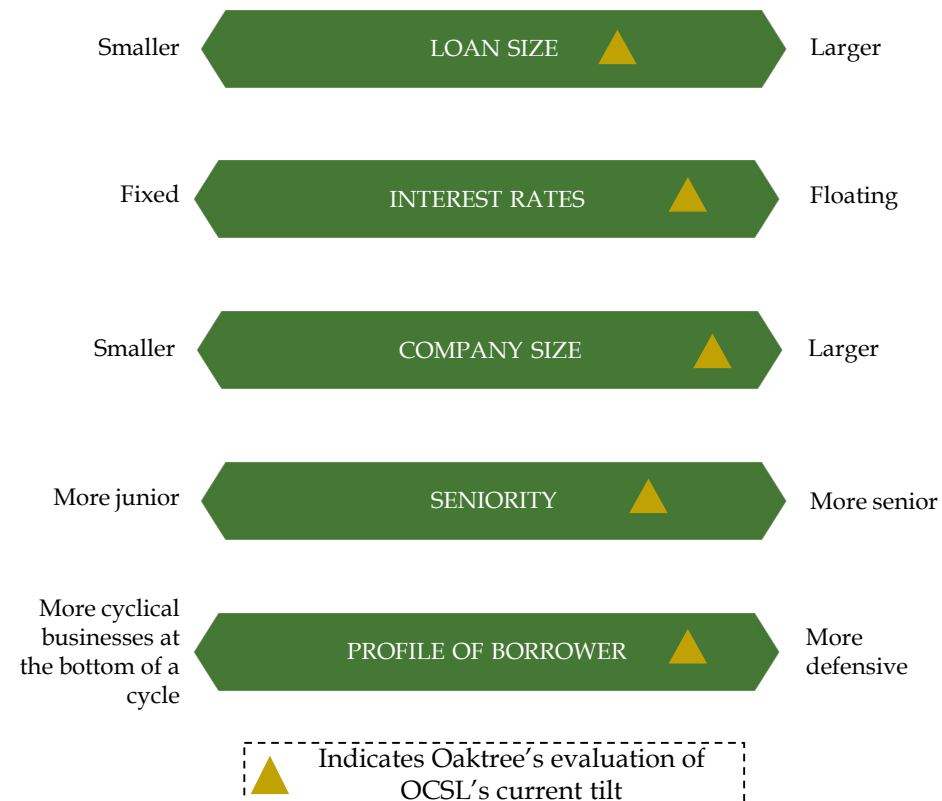 Smaller
LOAN SIZE
Larger
Fixed
INTEREST RATES
Floating
Smaller
COMPANY SIZE
Larger
More junior
SENIORITY
More senior
More cyclical
businesses at
the bottom of a
cycle
PROFILE OF BORROWER
More
defensive
Indicates Oaktree’s evaluation of
OCSL’s current tilt